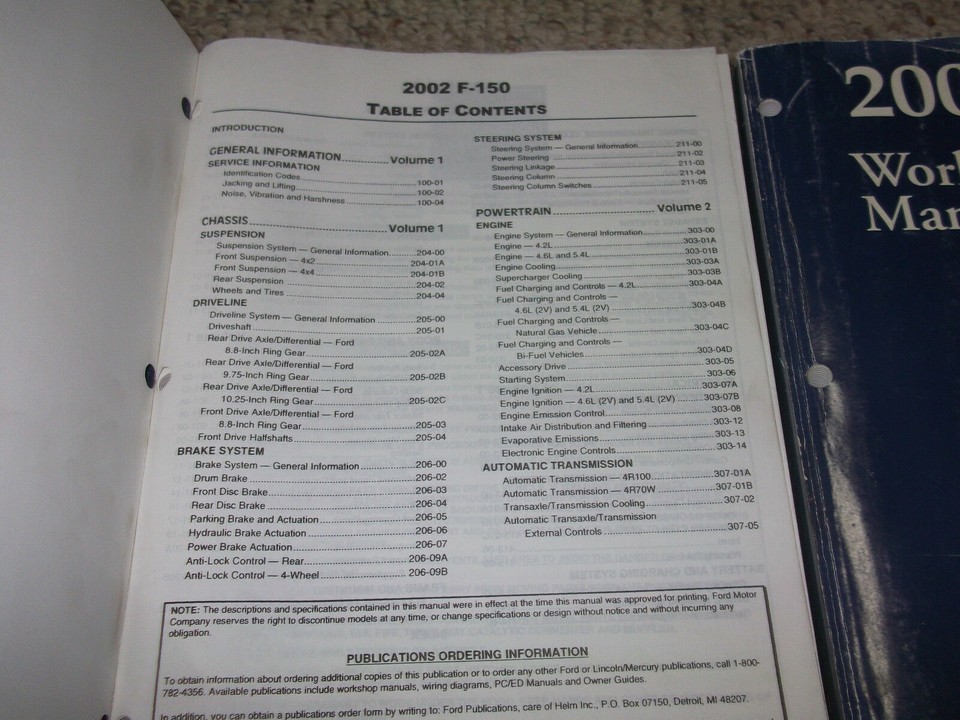 2002 F-150
TABLE OF CONTENTS
INTRODUCTION
GENERAL INFORMATION.......... Volume 1
SERVICE INFORMATION
Identification Codes.......... 100-01
Jacking and Lifting.......... 100-02
Noise, Vibration and Harshness.......... 100-04
CHASSIS.......... Volume 1
SUSPENSION
Suspension System — General Information.......... 204-00
Front Suspension — 4x2.......... 204-01A
Front Suspension — 4x4.......... 204-01B
Rear Suspension.......... 204-02
Wheels and Tires.......... 204-04
DRIVELINE
Driveline System — General Information.......... 205-00
Driveshaft.......... 205-01
Rear Drive Axle/Differential — Ford
8.8-Inch Ring Gear.......... 205-02A
Rear Drive Axle/Differential — Ford
9.75-Inch Ring Gear.......... 205-02B
Rear Drive Axle/Differential — Ford
10.25-Inch Ring Gear.......... 205-02C
Front Drive Axle/Differential — Ford
8.8-Inch Ring Gear.......... 205-03
Front Drive Halfshafts.......... 205-04
BRAKE SYSTEM
Brake System — General Information.......... 206-00
Drum Brake.......... 206-02
Front Disc Brake.......... 206-03
Rear Disc Brake.......... 206-04
Parking Brake and Actuation.......... 206-05
Hydraulic Brake Actuation.......... 206-06
Power Brake Actuation.......... 206-07
Anti-Lock Control — Rear.......... 206-09A
Anti-Lock Control — 4-Wheel.......... 206-09B
STEERING SYSTEM
Steering System — General Information.......... 211-00
Power Steering.......... 211-02
Steering Linkage.......... 211-03
Steering Column.......... 211-04
Steering Column Switches.......... 211-05
POWERTRAIN.......... Volume 2
ENGINE
Engine System — General Information.......... 303-00
Engine — 4.2L.......... 303-01A
Engine — 4.6L and 5.4L.......... 303-01B
Engine Cooling.......... 303-03A
Supercharger Cooling.......... 303-03B
Fuel Charging and Controls — 4.2L.......... 303-04A
Fuel Charging and Controls —
4.6L (2V) and 5.4L (2V).......... 303-04B
Fuel Charging and Controls —
Natural Gas Vehicle.......... 303-04C
Fuel Charging and Controls —
Bi-Fuel Vehicles.......... 303-04D
Accessory Drive.......... 303-05
Starting System.......... 303-06
Engine Ignition — 4.2L.......... 303-07A
Engine Ignition — 4.6L (2V) and 5.4L (2V).......... 303-07B
Engine Emission Control.......... 303-08
Intake Air Distribution and Filtering.......... 303-12
Evaporative Emissions.......... 303-13
Electronic Engine Controls.......... 303-14
AUTOMATIC TRANSMISSION
Automatic Transmission — 4R100.......... 307-01A
Automatic Transmission — 4R70W.......... 307-01B
Transaxle/Transmission Cooling.......... 307-02
Automatic Transaxle/Transmission
External Controls.......... 307-05
NOTE: The descriptions and specifications contained in this manual were in effect at the time this manual was approved for printing. Ford Motor
Company reserves the right to discontinue models at any time, or change specifications or design without notice and without incurring any
obligation.
PUBLICATIONS ORDERING INFORMATION
To obtain information about ordering additional copies of this publication or to order any other Ford or Lincoln/Mercury publications, call 1-800-
782-4356. Available publications include workshop manuals, wiring diagrams, PC/ED Manuals and Owner Guides.
In addition, you can obtain a publications order form by writing to: Ford Publications, care of Helm Inc., P.O. Box 07150, Detroit, MI 48207.
200
Wor
Man